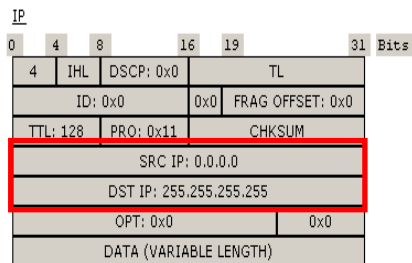 IP
0 4 8 16 19 31 Bits
4 IHL DSCP: 0x0 TL
ID: 0x0 0x0 FRAG OFFSET: 0x0
TTL: 128 PRO: 0x11 CHKSUM
SRC IP: 0.0.0.0
DST IP: 255.255.255.255
OPT: 0x0 0x0
DATA (VARIABLE LENGTH)